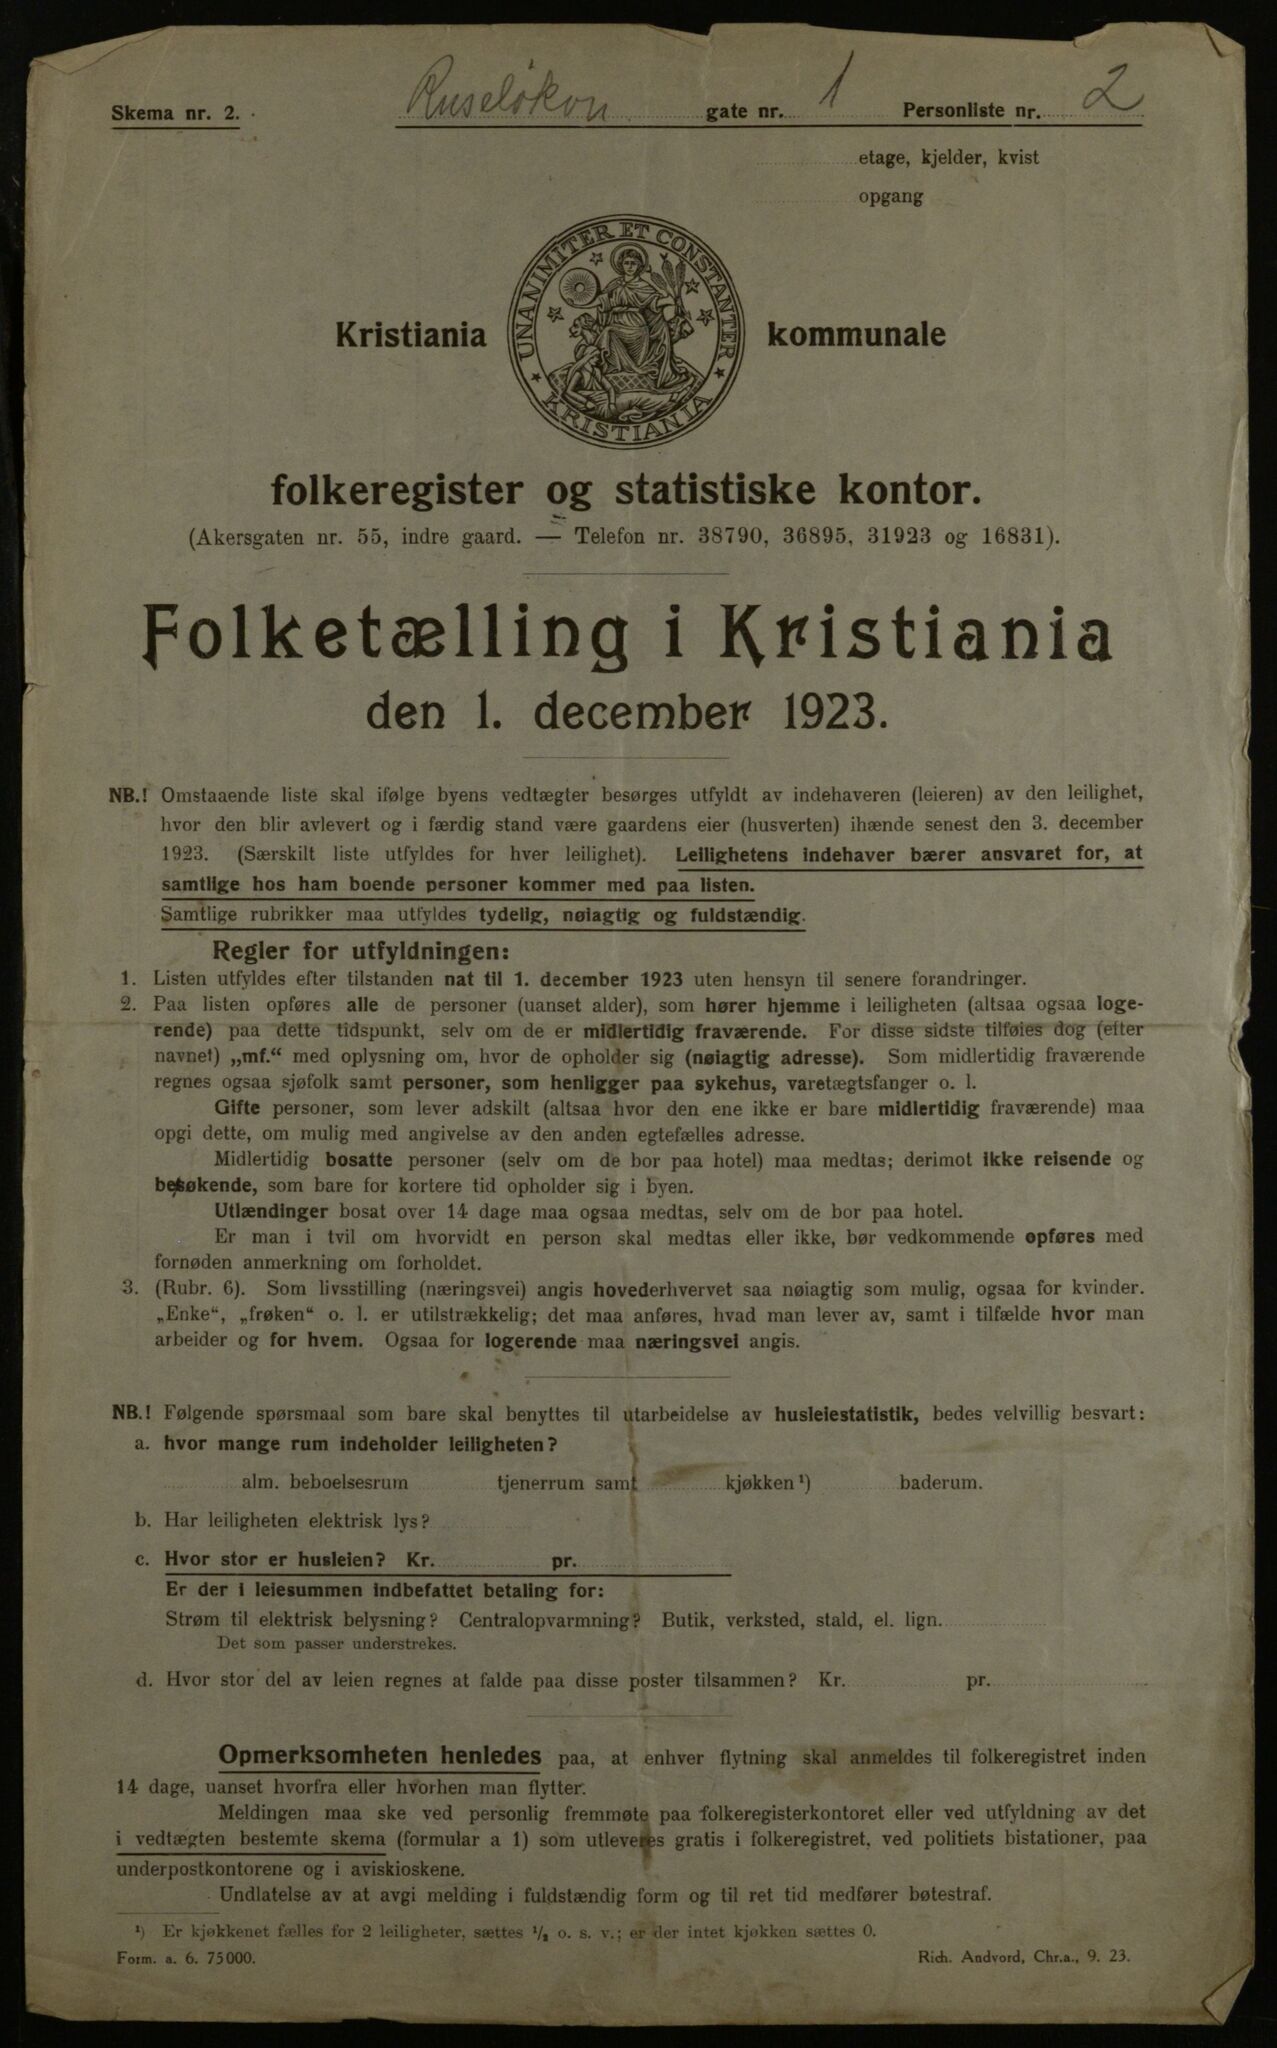 Skema nr. 2.
Ruseløkvn gate nr. 1 Personliste nr. 2
etage, kjelder, kvist
opgang
UNANIMITER ET CONSTANTER
KRISTIANIA
Kristiania kommunale
folkeregister og statistiske kontor.
(Akersgaten nr. 55, indre gaard. — Telefon nr. 38790, 36895, 31923 og 16831).
Folketælling i Kristiania
den 1. december 1923.
NB.! Omstaaende liste skal ifølge byens vedtægter besørges utfyldt av indehaveren (leieren) av den leilighet,
hvor den blir avlevert og i færdig stand være gaardens eier (husverten) ihænde senest den 3. december
1923. (Særskilt liste utfyldes for hver leilighet). Leilighetens indehaver bærer ansvaret for, at
samtlige hos ham boende personer kommer med paa listen.
Samtlige rubrikker maa utfyldes tydelig, nøiagtig og fuldstændig.
Regler for utfyldningen:
1. Listen utfyldes efter tilstanden nat til 1. december 1923 uten hensyn til senere forandringer.
2. Paa listen opføres alle de personer (uanset alder), som hører hjemme i leiligheten (altsaa ogsaa loge-
rende) paa dette tidspunkt, selv om de er midlertidig fraværende. For disse sidste tilføies dog (efter
navnet) „mf.“ med oplysning om, hvor de opholder sig (nøiagtig adresse). Som midlertidig fraværende
regnes ogsaa sjøfolk samt personer, som henligger paa sykehus, varetægtsfanger o. l.
Gifte personer, som lever adskilt (altsaa hvor den ene ikke er bare midlertidig fraværende) maa
opgi dette, om mulig med angivelse av den anden egtefælles adresse.
Midlertidig bosatte personer (selv om de bor paa hotel) maa medtas; derimot ikke reisende og
besøkende, som bare for kortere tid opholder sig i byen.
Utlændinger bosat over 14 dage maa ogsaa medtas, selv om de bor paa hotel.
Er man i tvil om hvorvidt en person skal medtas eller ikke, bør vedkommende opføres med
fornøden anmerkning om forholdet.
3. (Rubr. 6). Som livsstilling (næringsvei) angis hovederhvervet saa nøiagtig som mulig, ogsaa for kvinder.
„Enke“, „frøken“ o. l. er utilstrækkelig; det maa anføres, hvad man lever av, samt i tilfælde hvor man
arbeider og for hvem. Ogsaa for logerende maa næringsvei angis.
NB.! Følgende spørsmaal som bare skal benyttes til utarbeidelse av husleiestatistik, bedes velvillig besvart:
a. hvor mange rum indeholder leiligheten?
alm. beboelsesrum tjenerrum samt kjøkken¹) baderum.
b. Har leiligheten elektrisk lys?
c. Hvor stor er husleien? Kr. pr.
Er der i leiesummen indbefattet betaling for:
Strøm til elektrisk belysning? Centralopvarmning? Butik, verksted, stald, el. lign.
Det som passer understrekes.
d. Hvor stor del av leien regnes at falde paa disse poster tilsammen? Kr. pr.
Opmerksomheten henledes paa, at enhver flytning skal anmeldes til folkeregistret inden
14 dage, uanset hvorfra eller hvorhen man flytter.
Meldingen maa ske ved personlig fremmøte paa folkeregisterkontoret eller ved utfyldning av det
i vedtægten bestemte skema (formular a 1) som utleveres gratis i folkeregistret, ved politiets bistationer, paa
underpostkontorene og i aviskioskene.
Undlatelse av at avgi melding i fuldstændig form og til ret tid medfører bøtestraf.
¹) Er kjøkkenet fælles for 2 leiligheter, sættes ½ o. s. v.; er der intet kjøkken sættes 0.
Form. a. 6. 75000. Rich. Andvord, Chr.a., 9. 23.